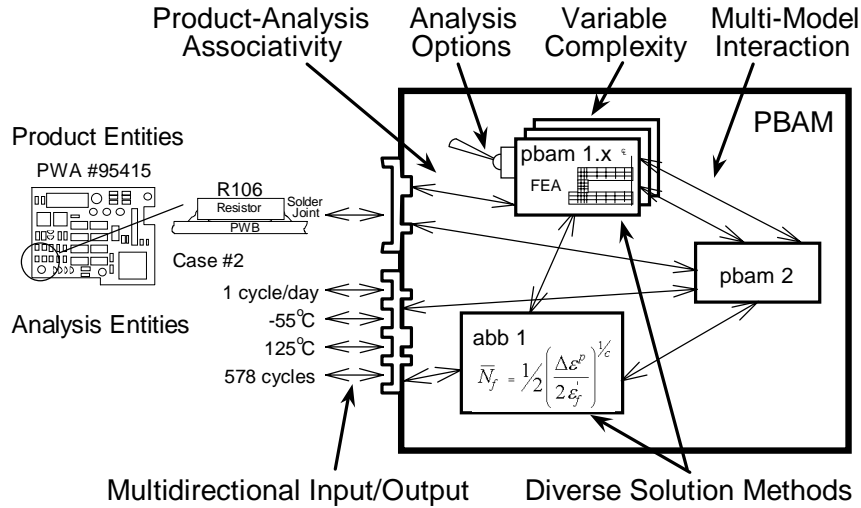 Product-Analysis
Associativity
Analysis
Options
Variable
Complexity
Multi-Model
Interaction
PBAM
Product Entities
PWA #95415
R106
Resistor
Solder
Joint
PWB
Case #2
pbam 1.x
℄
FEA
pbam 2
1 cycle/day
-55°C
125°C
578 cycles
Analysis Entities
abb 1
N̄f = 1/2 (Δεᵖ / 2 ε'f)^1/c
Multidirectional Input/Output
Diverse Solution Methods